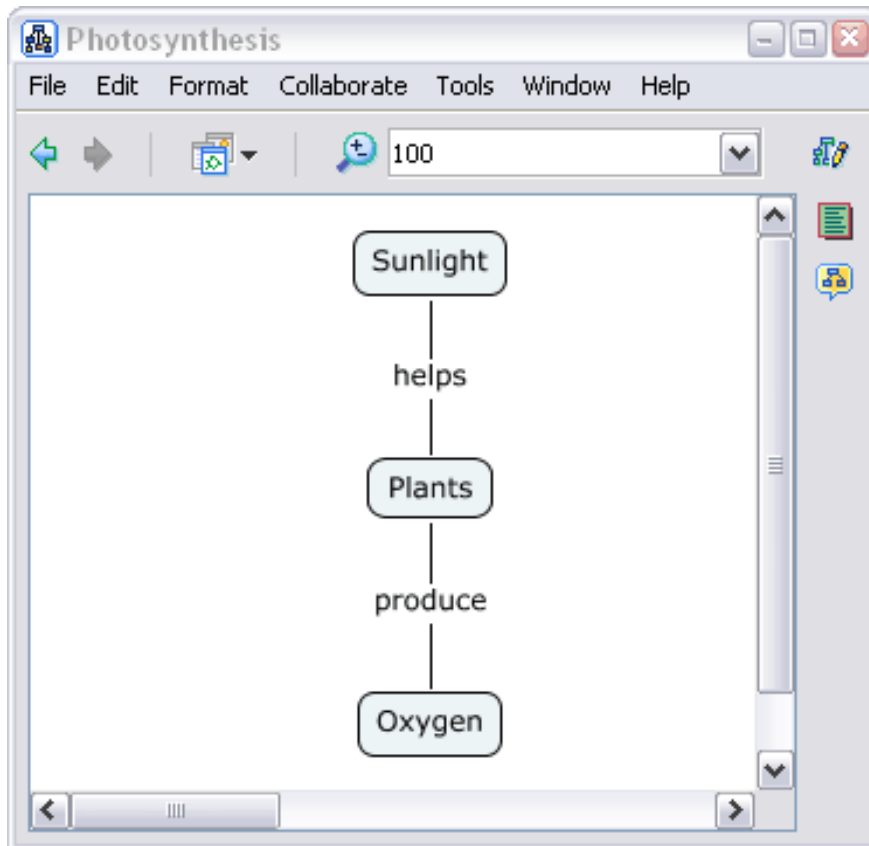 Photosynthesis
File Edit Format Collaborate Tools Window Help
100
Sunlight
helps
Plants
produce
Oxygen